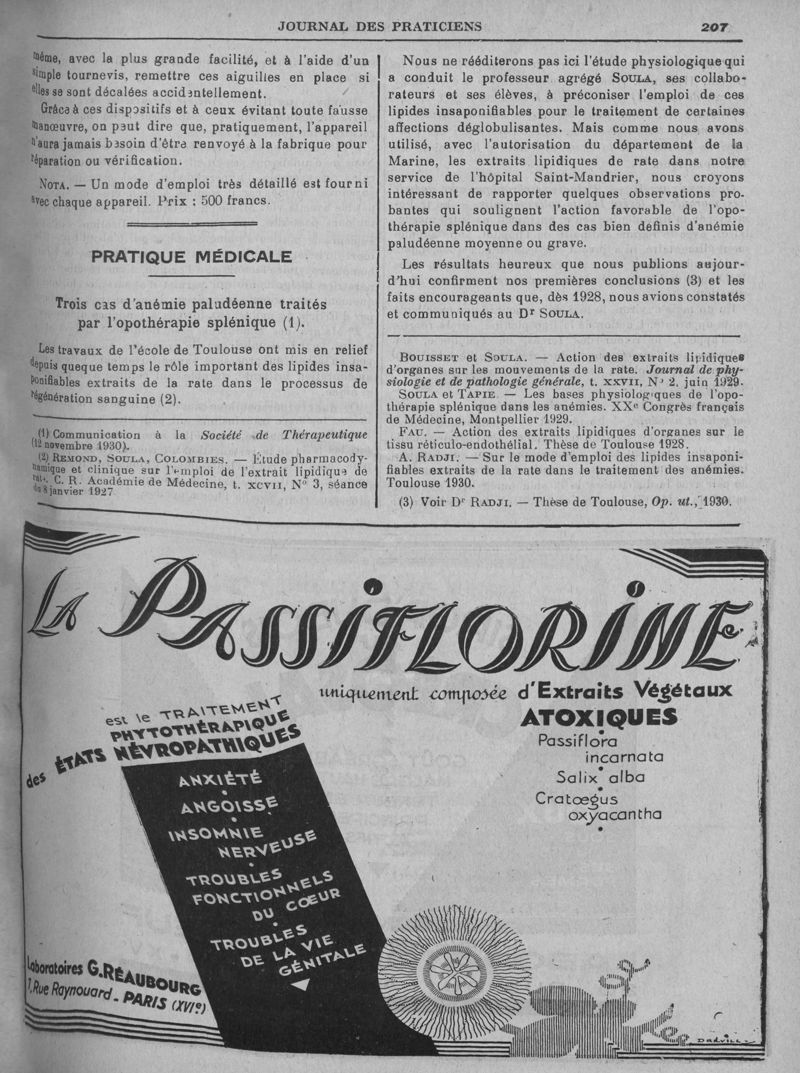 JOURNAL DES PRATICIENS
207
même, avec la plus grande facilité, et à l'aide d'un
simple tournevis, remettre ces aiguilles en place si
elles se sont décalées accidentellement.
Grâce à ces dispositifs et à ceux évitant toute fausse
manœuvre, on peut dire que, pratiquement, l'appareil
n'aura jamais besoin d'être renvoyé à la fabrique pour
réparation ou vérification.
NOTA. — Un mode d'emploi très détaillé est fourni
avec chaque appareil. Prix : 500 francs.
PRATIQUE MÉDICALE
Trois cas d'anémie paludéenne traités
par l'opothérapie splénique (1).
Les travaux de l'école de Toulouse ont mis en relief
depuis queque temps le rôle important des lipides insa-
ponifiables extraits de la rate dans le processus de
régénération sanguine (2).
(1) Communication à la Société de Thérapeutique
(12 novembre 1930).
(2) REMOND, SOULA, COLOMBIES. — Étude pharmacody-
namique et clinique sur l'emploi de l'extrait lipidique de
rate. C. R. Académie de Médecine, t. XCVII, No 3, séance
du 8 janvier 1927
Nous ne rééditerons pas ici l'étude physiologique qui
a conduit le professeur agrégé SOULA, ses collabo-
rateurs et ses élèves, à préconiser l'emploi de ces
lipides insaponifiables pour le traitement de certaines
affections déglobulisantes. Mais comme nous avons
utilisé, avec l'autorisation du département de la
Marine, les extraits lipidiques de rate dans notre
service de l'hôpital Saint-Mandrier, nous croyons
intéressant de rapporter quelques observations pro-
bantes qui soulignent l'action favorable de l'opo-
thérapie splénique dans des cas bien definis d'anémie
paludéenne moyenne ou grave.
Les résultats heureux que nous publions aujour-
d'hui confirment nos premières conclusions (3) et les
faits encourageants que, dès 1928, nous avions constatés
et communiqués au Dr SOULA.
BOUISSET et SOULA. — Action des extraits lipidiques
d'organes sur les mouvements de la rate. Journal de phy-
siologie et de pathologie générale, t. XXVII, No 2, juin 1929.
SOULA et TAPIE. — Les bases physiologiques de l'opo-
thérapie splénique dans les anémies. XXe Congrès français
de Médecine, Montpellier 1929.
FAU. — Action des extraits lipidiques d'organes sur le
tissu réticulo-endothélial. Thèse de Toulouse 1928.
A. RADJI. — Sur le mode d'emploi des lipides insaponi-
fiables extraits de la rate dans le traitement des anémies.
Toulouse 1930.
(3) Voir Dr RADJI. — Thèse de Toulouse, Op. ut., 1930.
LA PASSIFLORINE
uniquement composée d'Extraits Végétaux
ATOXIQUES
Passiflora
incarnata
Salix alba
Cratœgus
oxyacantha
est le TRAITEMENT
PHYTOTHÉRAPIQUE
des ÉTATS NÉVROPATHIQUES
ANXIÉTÉ
ANGOISSE
INSOMNIE
NERVEUSE
TROUBLES
FONCTIONNELS
DU CŒUR
TROUBLES
DE LA VIE
GÉNITALE
Laboratoires G. RÉAUBOURG
1, Rue Raynouard - PARIS (XVIe)